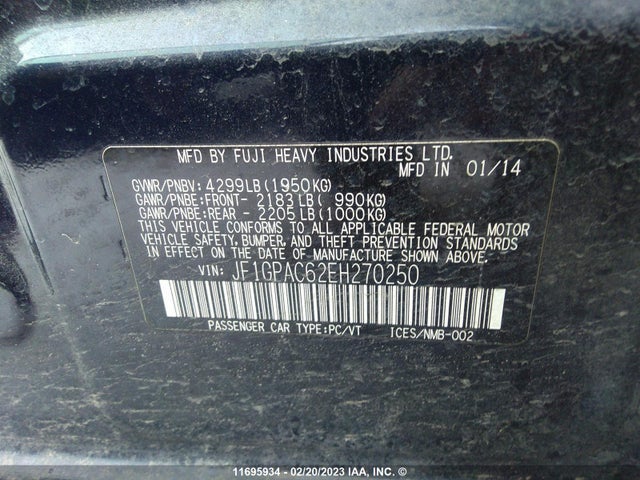 MFD BY FUJI HEAVY INDUSTRIES LTD.
MFD IN 01/14
GVWR/PNBV: 4299LB(1950KG)
GAWR/PNBE:FRONT- 2183LB( 990KG)
GAWR/PNBE:REAR - 2205LB(1000KG)
THIS VEHICLE CONFORMS TO ALL APPLICABLE FEDERAL MOTOR
VEHICLE SAFETY, BUMPER, AND THEFT PREVENTION STANDARDS
IN EFFECT ON THE DATE OF MANUFACTURE SHOWN ABOVE.
VIN: JF1GPAC62EH270250
PASSENGER CAR TYPE:PC/VT ICES/NMB-002
11695934 - 02/20/2023 IAA, INC. ©